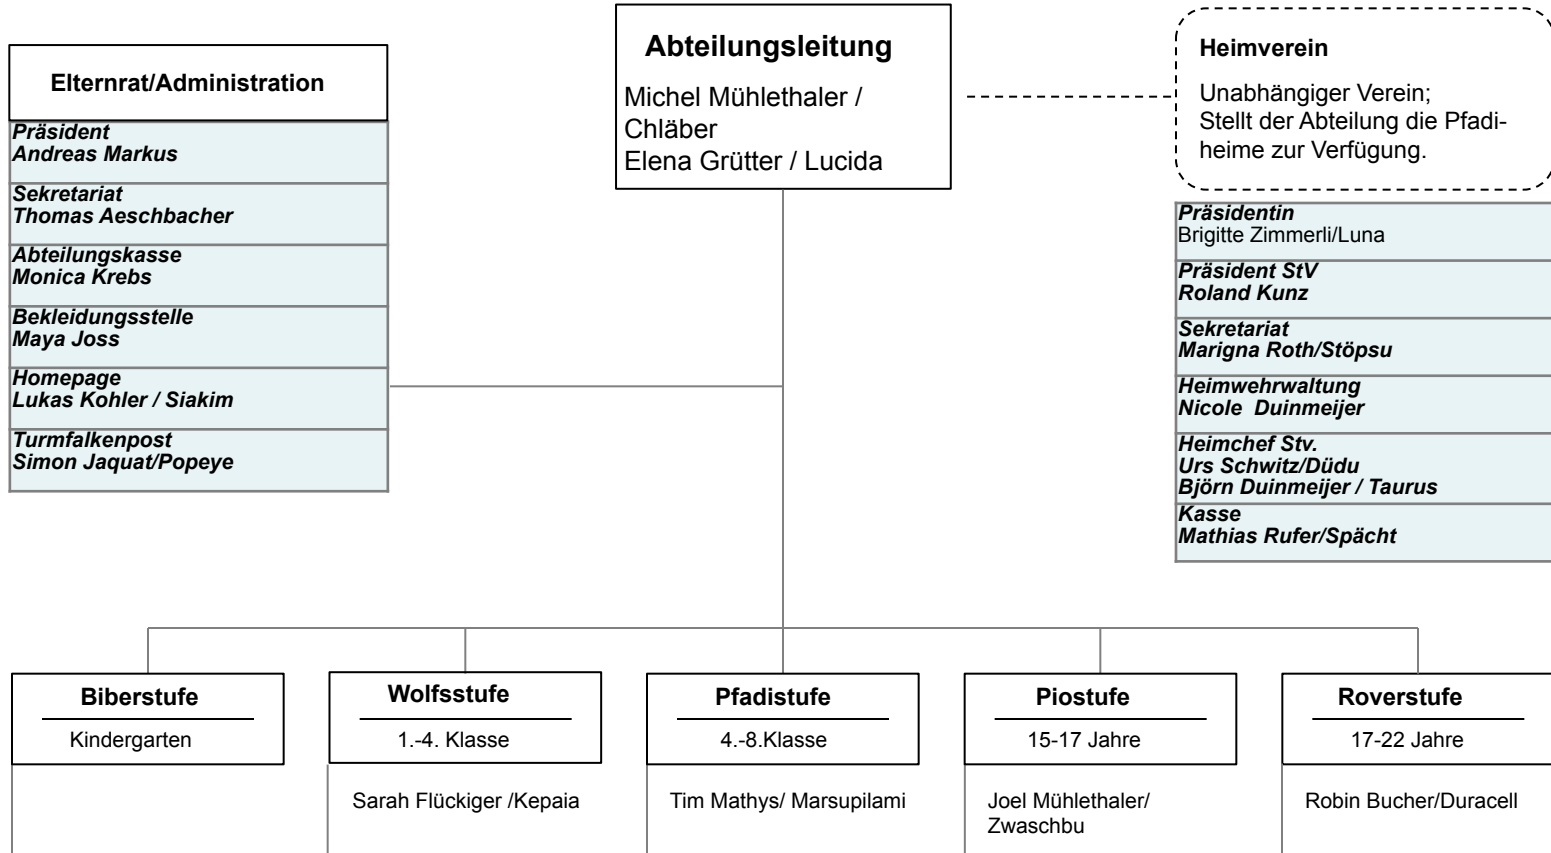 Abteilungsleitung
Michel Mühlethaler /
Chläber
Elena Grütter / Lucida
Elternrat/Administration
Präsident
Andreas Markus
Sekretariat
Thomas Aeschbacher
Abteilungskasse
Monica Krebs
Bekleidungsstelle
Maya Joss
Homepage
Lukas Kohler / Siakim
Turmfalkenpost
Simon Jaquat/Popeye
Heimverein
Unabhängiger Verein;
Stellt der Abteilung die Pfadi-
heime zur Verfügung.
Präsidentin
Brigitte Zimmerli/Luna
Präsident StV
Roland Kunz
Sekretariat
Marigna Roth/Stöpsu
Heimwehrwaltung
Nicole  Duinmeijer
Heimchef Stv.
Urs Schwitz/Düdu
Björn Duinmeijer / Taurus
Kasse
Mathias Rufer/Spächt
Biberstufe
Kindergarten
Wolfsstufe
1.-4. Klasse
Sarah Flückiger /Kepaia
Pfadistufe
4.-8.Klasse
Tim Mathys/ Marsupilami
Piostufe
15-17 Jahre
Joel Mühlethaler/
Zwaschbu
Roverstufe
17-22 Jahre
Robin Bucher/Duracell